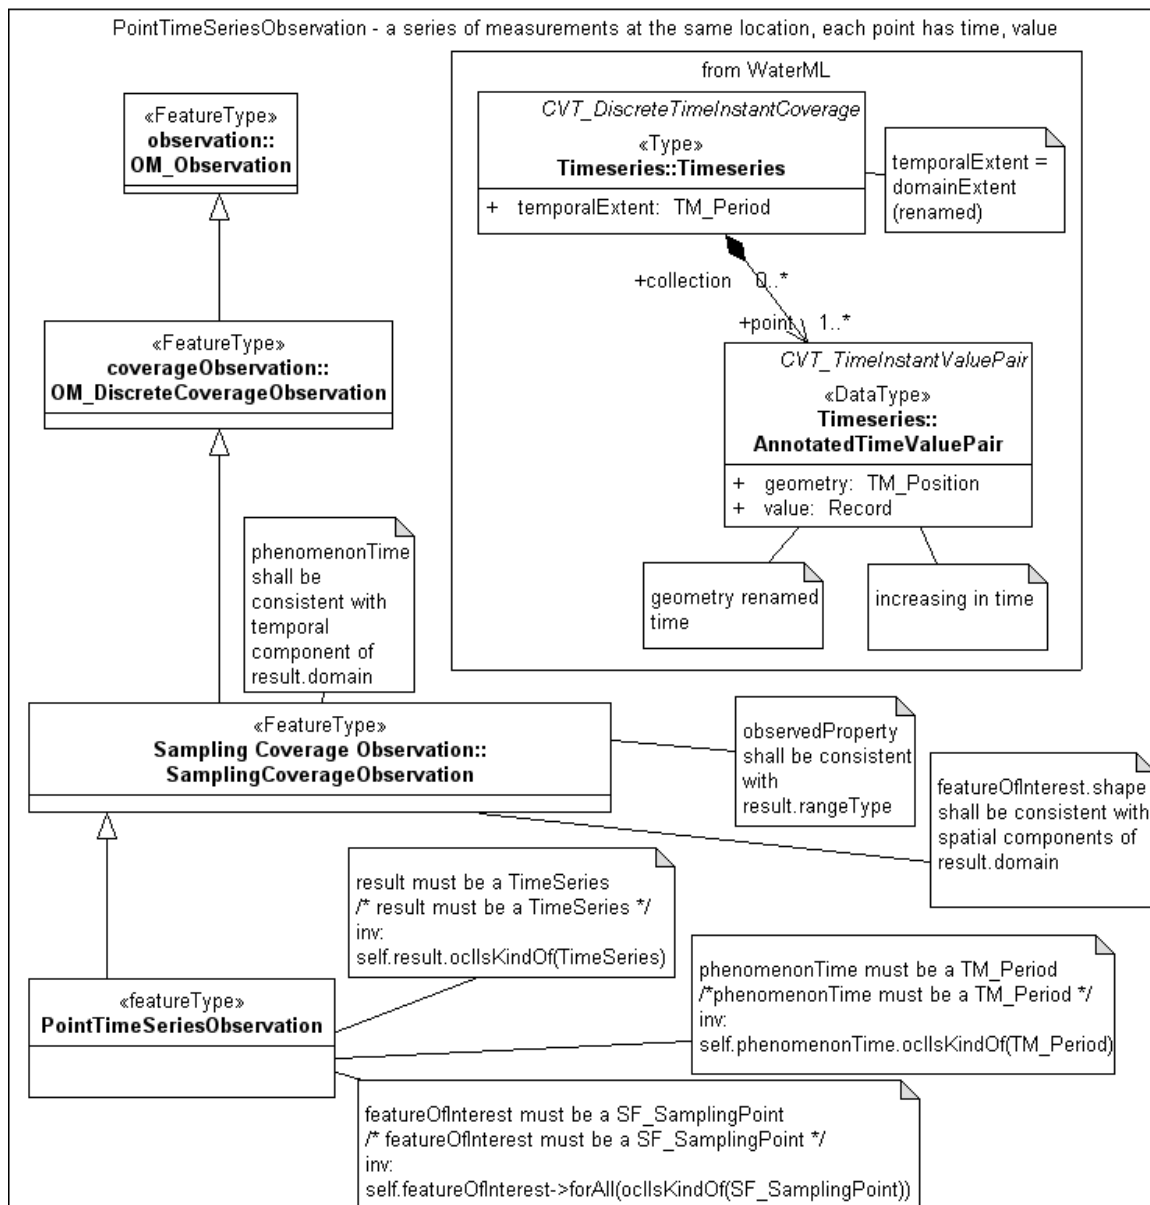 PointTimeSeriesObservation - a series of measurements at the same location, each point has time, value
from WaterML
«FeatureType»
observation::
OM_Observation
CVT_DiscreteTimeInstantCoverage
«Type»
Timeseries::Timeseries
+ temporalExtent: TM_Period
temporalExtent =
domainExtent
(renamed)
+collection 0..*
+point 1..*
«FeatureType»
coverageObservation::
OM_DiscreteCoverageObservation
CVT_TimeInstantValuePair
«DataType»
Timeseries::
AnnotatedTimeValuePair
+ geometry: TM_Position
+ value: Record
geometry renamed
time
increasing in time
phenomenonTime
shall be
consistent with
temporal
component of
result.domain
«FeatureType»
Sampling Coverage Observation::
SamplingCoverageObservation
observedProperty
shall be consistent
with
result.rangeType
featureOfInterest.shape
shall be consistent with
spatial components of
result.domain
result must be a TimeSeries
/* result must be a TimeSeries */
inv:
self.result.oclIsKindOf(TimeSeries)
«featureType»
PointTimeSeriesObservation
phenomenonTime must be a TM_Period
/*phenomenonTime must be a TM_Period */
inv:
self.phenomenonTime.oclIsKindOf(TM_Period)
featureOfInterest must be a SF_SamplingPoint
/* featureOfInterest must be a SF_SamplingPoint */
inv:
self.featureOfInterest->forAll(oclIsKindOf(SF_SamplingPoint))